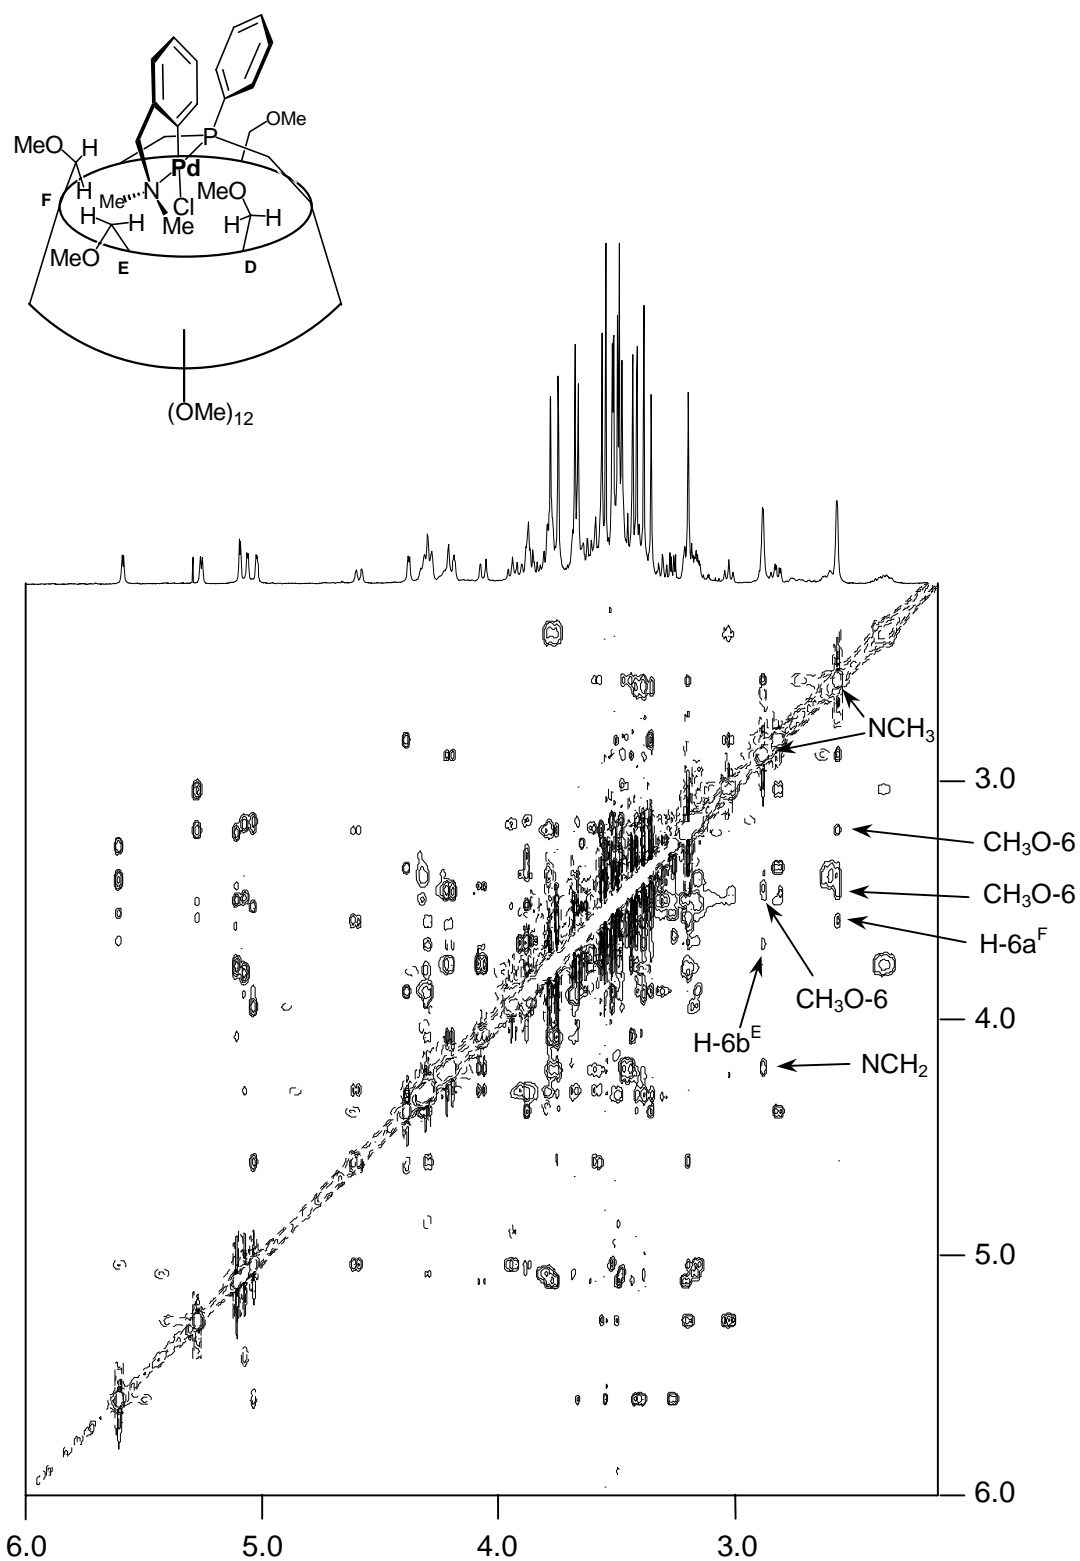 OMe
MeO H
P
Pd
H
F
Me N MeO
Cl
H H
Me
H H
MeO
E
D
(OMe)12
NCH3
3.0
CH3O-6
CH3O-6
H-6aF
CH3O-6
4.0
H-6bE
NCH2
5.0
6.0
6.0 5.0 4.0 3.0